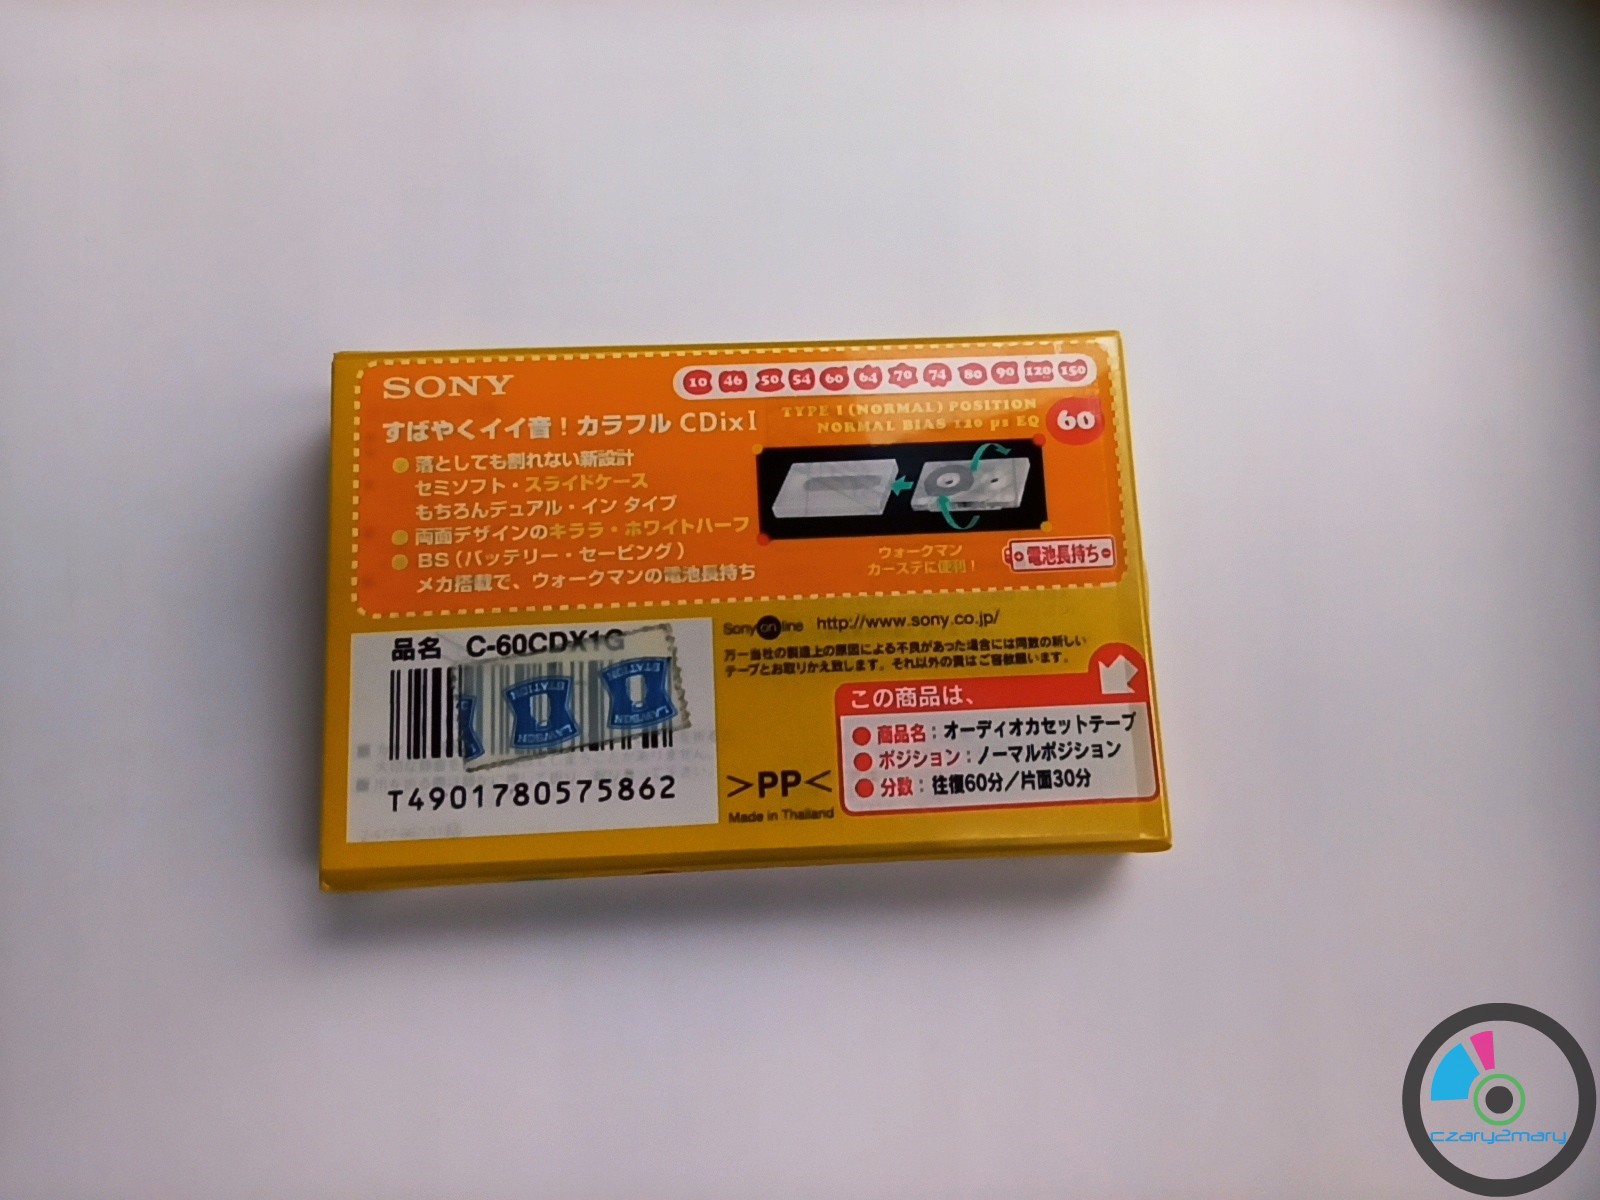 SONY
10 46 50 54 60 64 70 74 80 90 120 150
すばやくイイ音！カラフル CDixI
TYPE I (NORMAL) POSITION
NORMAL BIAS 120 μs EQ
60
落としても割れない新設計
セミソフト・スライドケース
もちろんデュアル・イン タイプ
両面デザインのキララ・ホワイトハーフ
BS（バッテリー・セービング）
メカ搭載で、ウォークマンの電池長持ち
ウォークマン
カーステに便利！
電池長持ち
品名 C-60CDX1G
STATION
LAWSON
STATION
LAWSON
T4901780575862
Sony on line http://www.sony.co.jp/
万一当社の製造上の原因による不良があった場合には同数の新しい
テープとお取りかえ致します。それ以外の責はご容赦願います。
>PP<
Made in Thailand
この商品は、
商品名：オーディオカセットテープ
ポジション：ノーマルポジション
分数：往復60分／片面30分
czary2mary